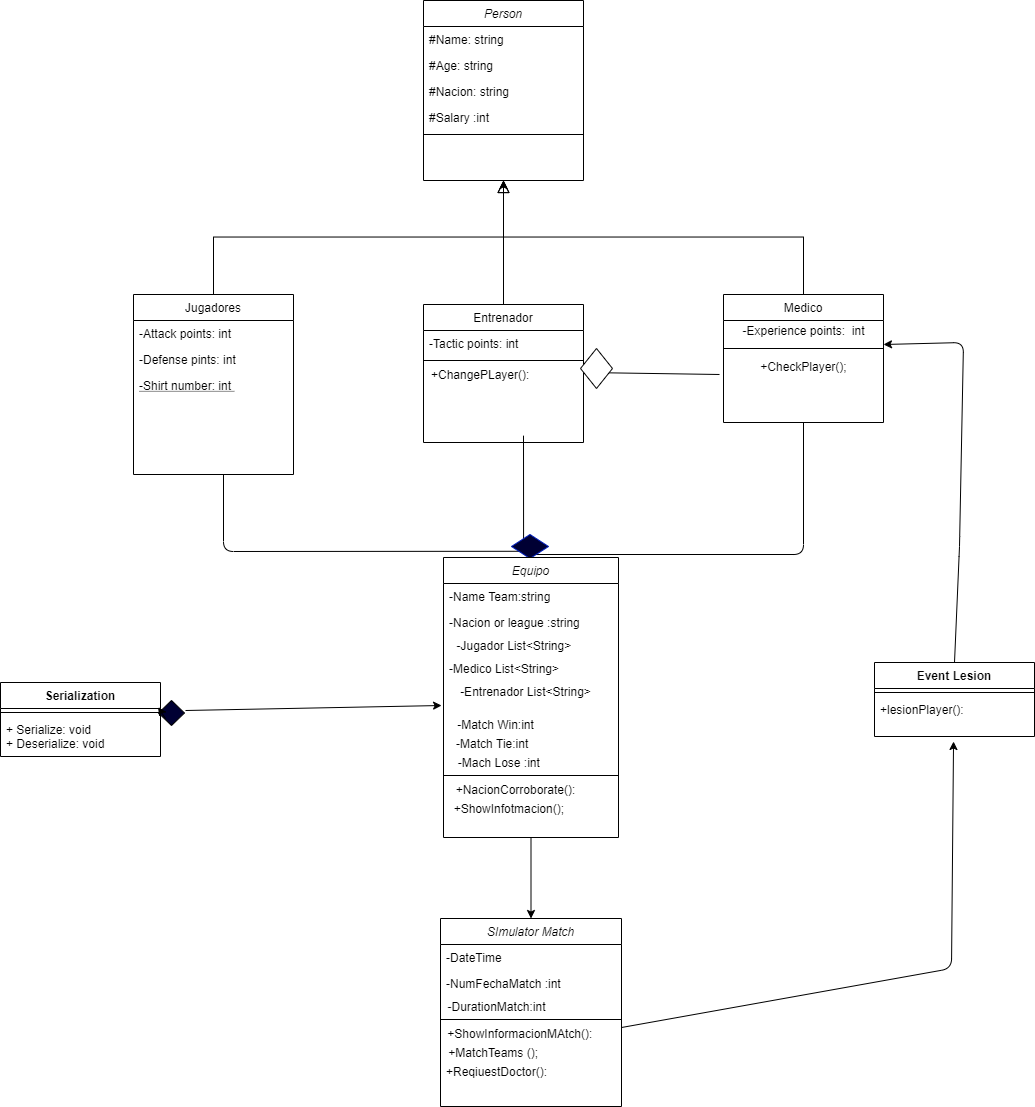 Person
#Name: string
#Age: string
#Nacion: string
#Salary :int
Jugadores
-Attack points: int
-Defense pints: int
-Shirt number: int
Entrenador
-Tactic points: int
+ChangePLayer():
Medico
-Experience points:  int
+CheckPlayer();
Equipo
-Name Team:string
-Nacion or league :string
-Jugador List<String>
-Medico List<String>
-Entrenador List<String>
-Match Win:int
-Match Tie:int
-Mach Lose :int
+NacionCorroborate():
+ShowInfotmacion();
Serialization
+ Serialize: void
+ Deserialize: void
Event Lesion
+lesionPlayer():
SImulator Match
-DateTime
-NumFechaMatch :int
-DurationMatch:int
+ShowInformacionMAtch():
+MatchTeams ();
+ReqiuestDoctor():